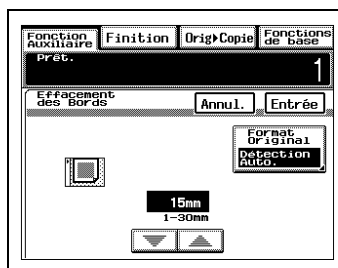 Fonction Auxiliaire
Finition
Orig▸Copie
Fonctions de base
Prêt.
1
Effacement des Bords
Annul.
Entrée
Format Original
Détection Auto.
15mm
1-30mm